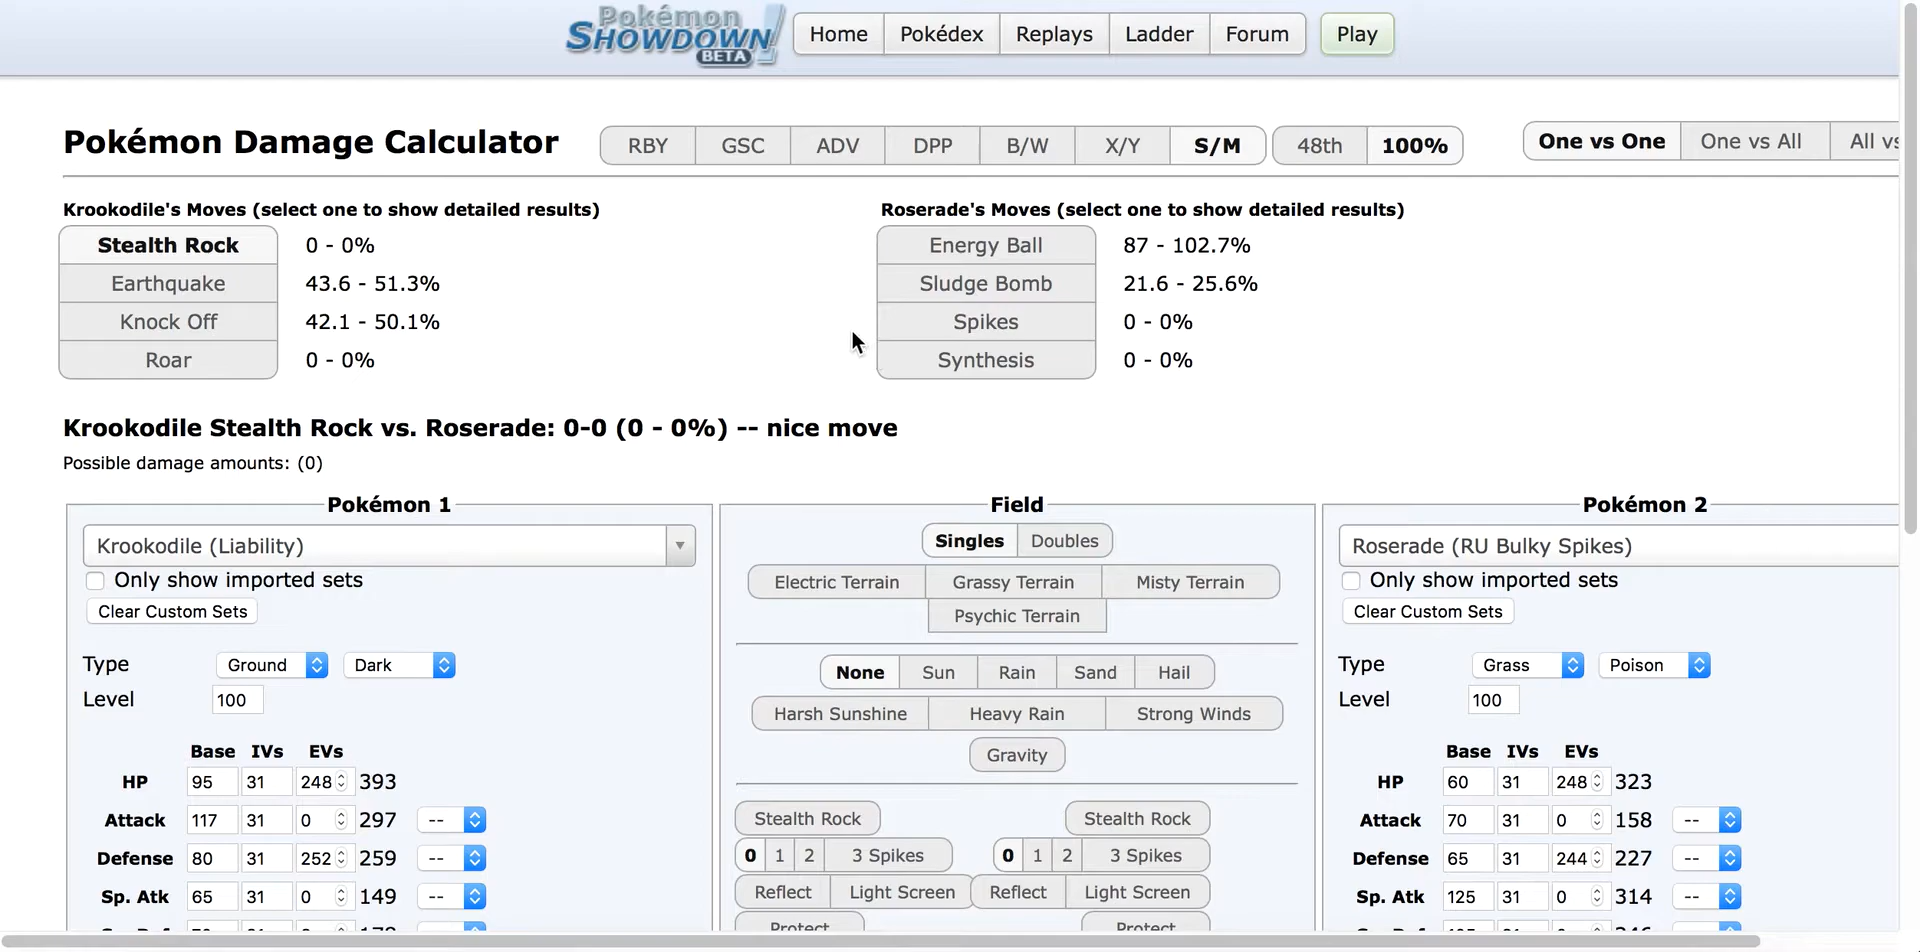 Pokémon
SHOWDOWN!
BETA
Home Pokédex Replays Ladder Forum Play
Pokémon Damage Calculator RBY GSC ADV DPP B/W X/Y S/M 48th 100% One vs One One vs All All vs
Krookodile's Moves (select one to show detailed results) Roserade's Moves (select one to show detailed results)
Stealth Rock 0 - 0% Energy Ball 87 - 102.7%
Earthquake 43.6 - 51.3% Sludge Bomb 21.6 - 25.6%
Knock Off 42.1 - 50.1% Spikes 0 - 0%
Roar 0 - 0% Synthesis 0 - 0%
Krookodile Stealth Rock vs. Roserade: 0-0 (0 - 0%) -- nice move
Possible damage amounts: (0)
Pokémon 1
Krookodile (Liability)
Only show imported sets
Clear Custom Sets
Type Ground Dark
Level 100
Base IVs EVs
HP 95 31 248 393
Attack 117 31 0 297 --
Defense 80 31 252 259 --
Sp. Atk 65 31 0 149 --
Field
Singles Doubles
Electric Terrain Grassy Terrain Misty Terrain
Psychic Terrain
None Sun Rain Sand Hail
Harsh Sunshine Heavy Rain Strong Winds
Gravity
Stealth Rock Stealth Rock
0 1 2 3 Spikes 0 1 2 3 Spikes
Reflect Light Screen Reflect Light Screen
Protect Protect
Pokémon 2
Roserade (RU Bulky Spikes)
Only show imported sets
Clear Custom Sets
Type Grass Poison
Level 100
Base IVs EVs
HP 60 31 248 323
Attack 70 31 0 158 --
Defense 65 31 244 227 --
Sp. Atk 125 31 0 314 --